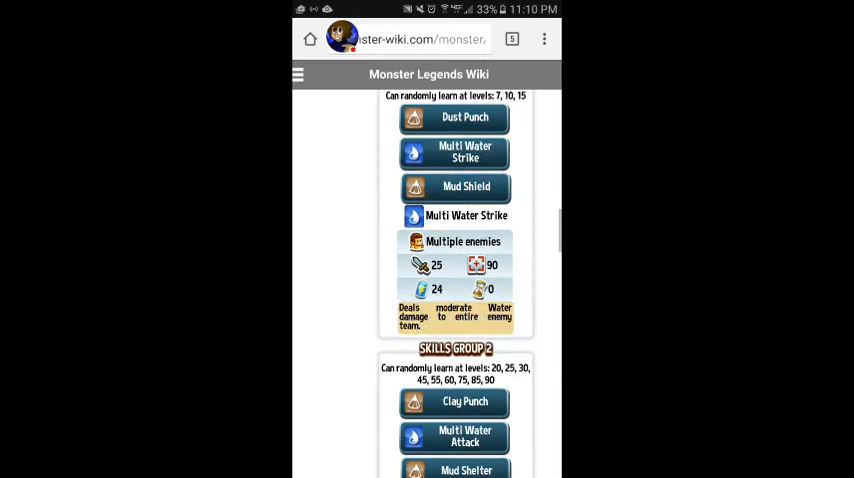 33% 11:10 PM
ster-wiki.com/monster/
5
Monster Legends Wiki
Can randomly learn at levels: 7, 10, 15
Dust Punch
Multi Water
Strike
Mud Shield
Multi Water Strike
Multiple enemies
25 90
24 0
Deals moderate Water
damage to entire enemy
team.
SKILLS GROUP 2
Can randomly learn at levels: 20, 25, 30,
45, 55, 60, 75, 85, 90
Clay Punch
Multi Water
Attack
Mud Shelter